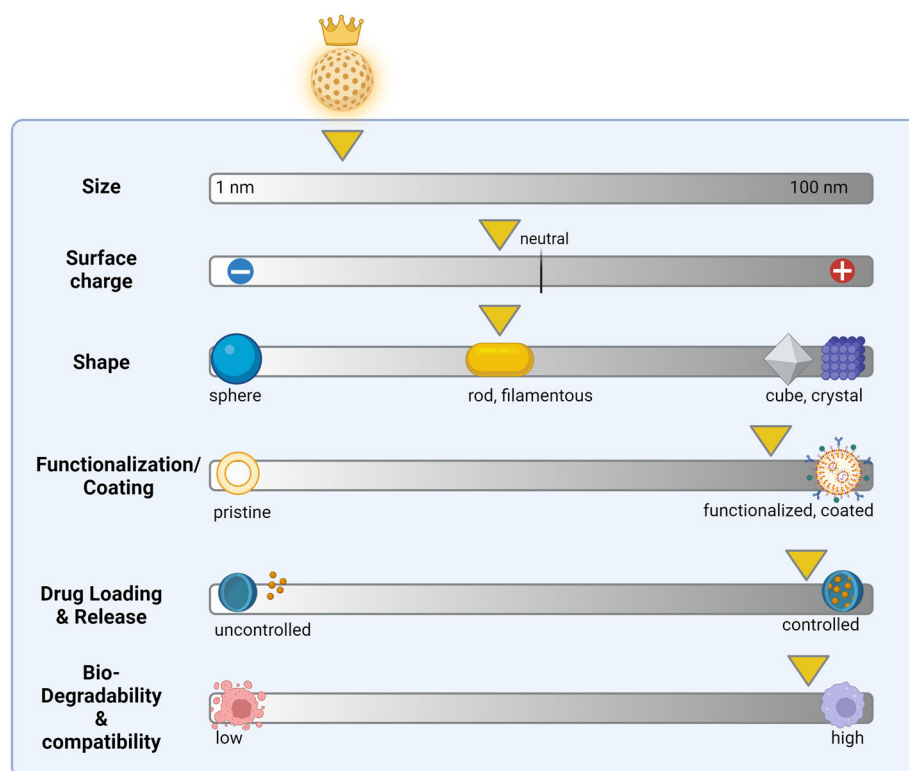 Size
1 nm
100 nm
Surface
charge
neutral
Shape
sphere
rod, filamentous
cube, crystal
Functionalization/
Coating
pristine
functionalized, coated
Drug Loading
& Release
uncontrolled
controlled
Bio-
Degradability
&
compatibility
low
high